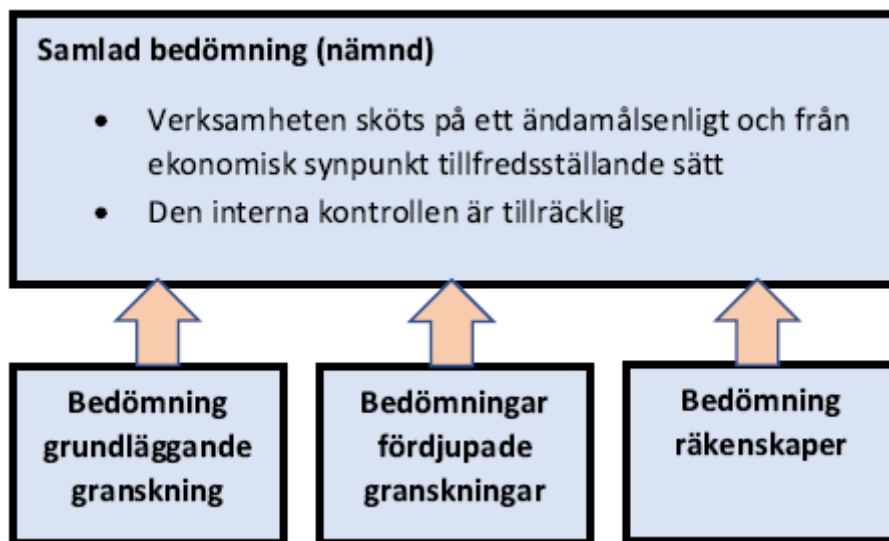 Samlad bedömning (nämnd)
• Verksamheten sköts på ett ändamålsenligt och från
ekonomisk synpunkt tillfredsställande sätt
• Den interna kontrollen är tillräcklig
Bedömning
grundläggande
granskning
Bedömningar
fördjupade
granskningar
Bedömning
räkenskaper